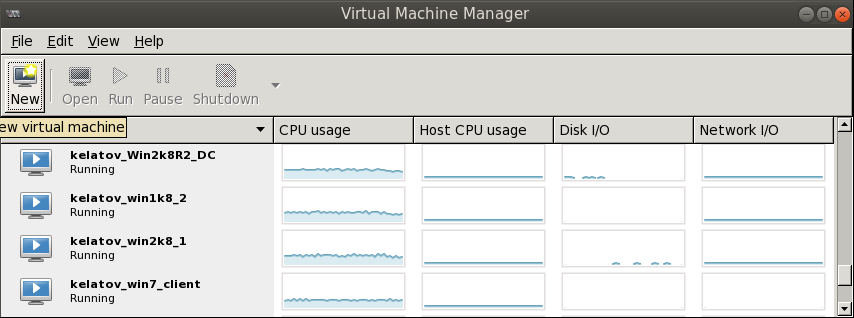 Virtual Machine Manager
File Edit View Help
New Open Run Pause Shutdown
ew virtual machine CPU usage Host CPU usage Disk I/O Network I/O
kelatov_Win2k8R2_DC
Running
kelatov_win1k8_2
Running
kelatov_win2k8_1
Running
kelatov_win7_client
Running